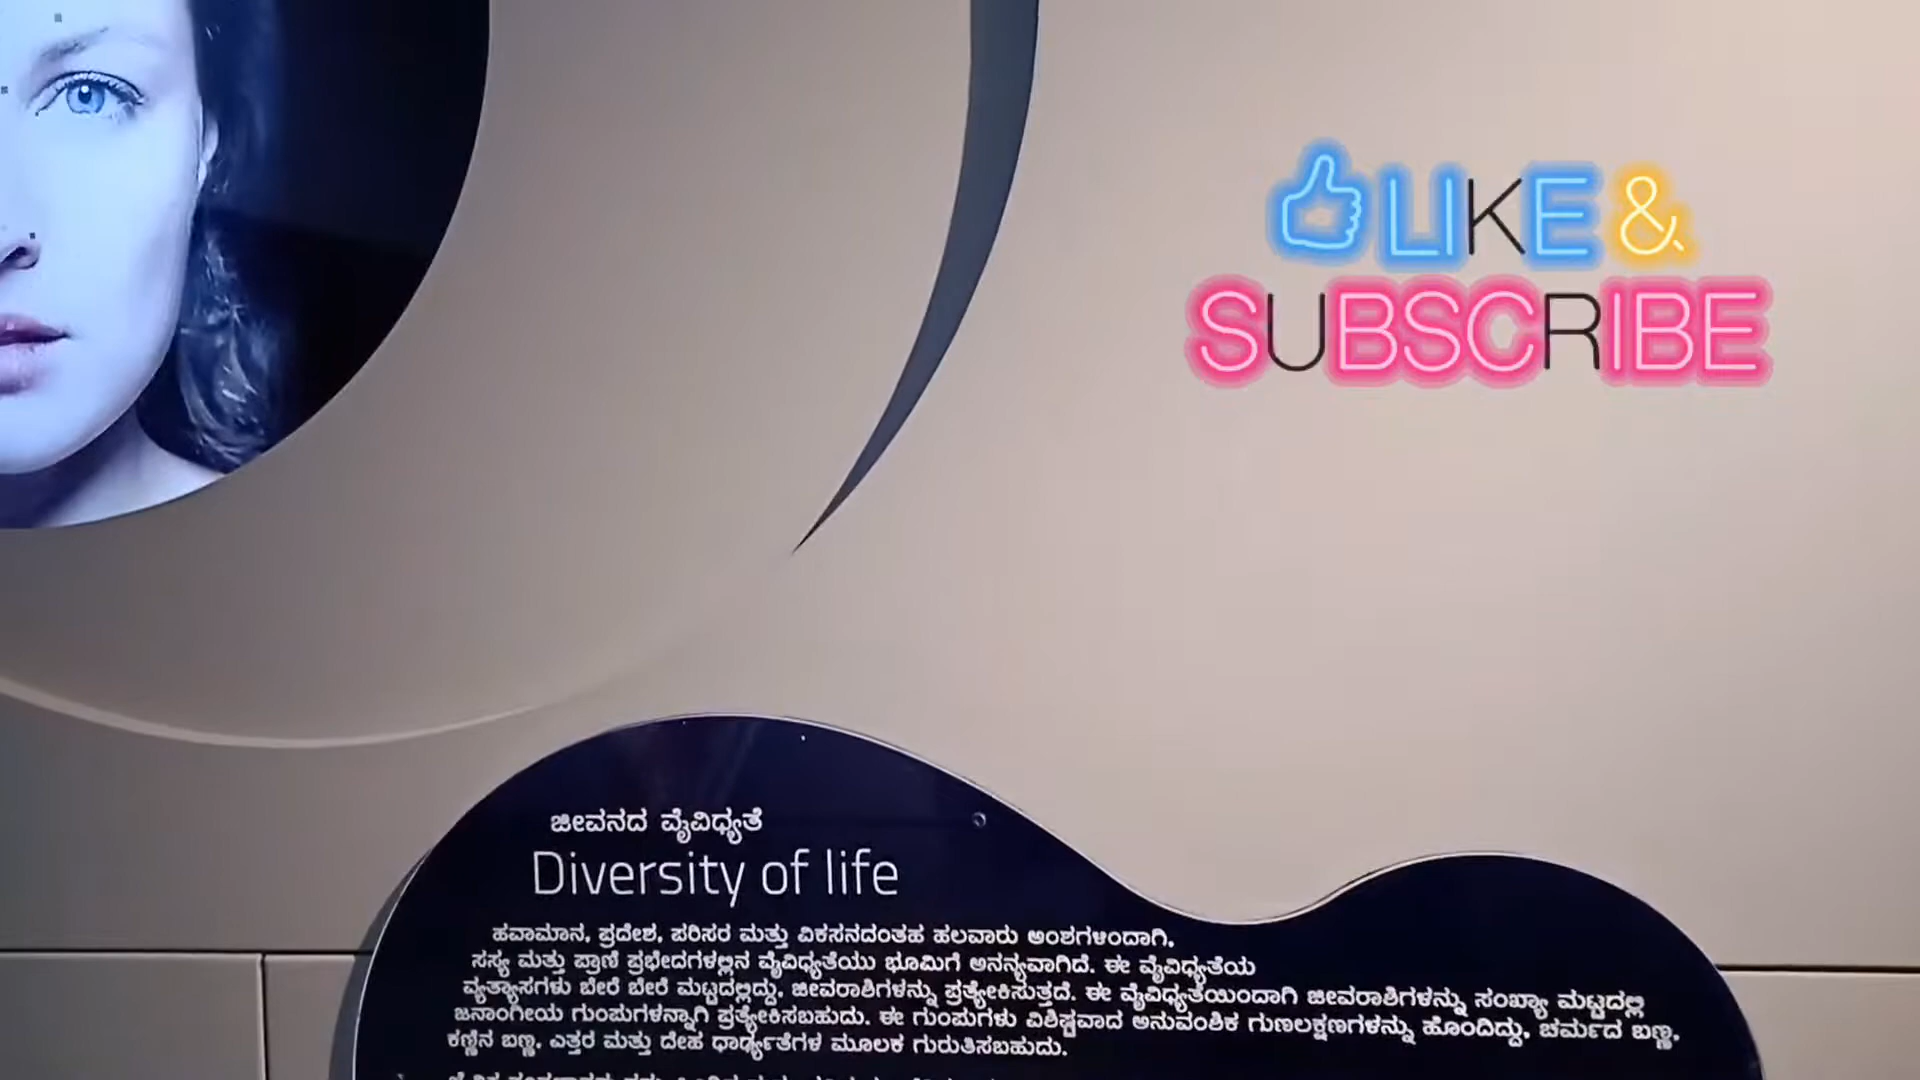 LIKE &
SUBSCRIBE
ಜೀವನದ ವೈವಿಧ್ಯತೆ
Diversity of life
ಹವಾಮಾನ, ಪ್ರದೇಶ, ಪರಿಸರ ಮತ್ತು ವಿಕಸನದಂತಹ ಹಲವಾರು ಅಂಶಗಳಿಂದಾಗಿ,
ಸಸ್ಯ ಮತ್ತು ಪ್ರಾಣಿ ಪ್ರಭೇದಗಳಲ್ಲಿನ ವೈವಿಧ್ಯತೆಯು ಭೂಮಿಗೆ ಅನನ್ಯವಾಗಿದೆ. ಈ ವೈವಿಧ್ಯತೆಯ
ವ್ಯತ್ಯಾಸಗಳು ಬೇರೆ ಬೇರೆ ಮಟ್ಟದಲ್ಲಿದ್ದು, ಜೀವರಾಶಿಗಳನ್ನು ಪ್ರತ್ಯೇಕಿಸುತ್ತದೆ. ಈ ವೈವಿಧ್ಯತೆಯಿಂದಾಗಿ ಜೀವರಾಶಿಗಳನ್ನು ಸಂಖ್ಯಾ ಮಟ್ಟದಲ್ಲಿ
ಜನಾಂಗೀಯ ಗುಂಪುಗಳನ್ನಾಗಿ ಪ್ರತ್ಯೇಕಿಸಬಹುದು. ಈ ಗುಂಪುಗಳು ವಿಶಿಷ್ಟವಾದ ಅನುವಂಶಿಕ ಗುಣಲಕ್ಷಣಗಳನ್ನು ಹೊಂದಿದ್ದು, ಚರ್ಮದ ಬಣ್ಣ,
ಕಣ್ಣಿನ ಬಣ್ಣ, ಎತ್ತರ ಮತ್ತು ದೇಹ ಧಾರ್ಡ್ಯತೆಗಳ ಮೂಲಕ ಗುರುತಿಸಬಹುದು.